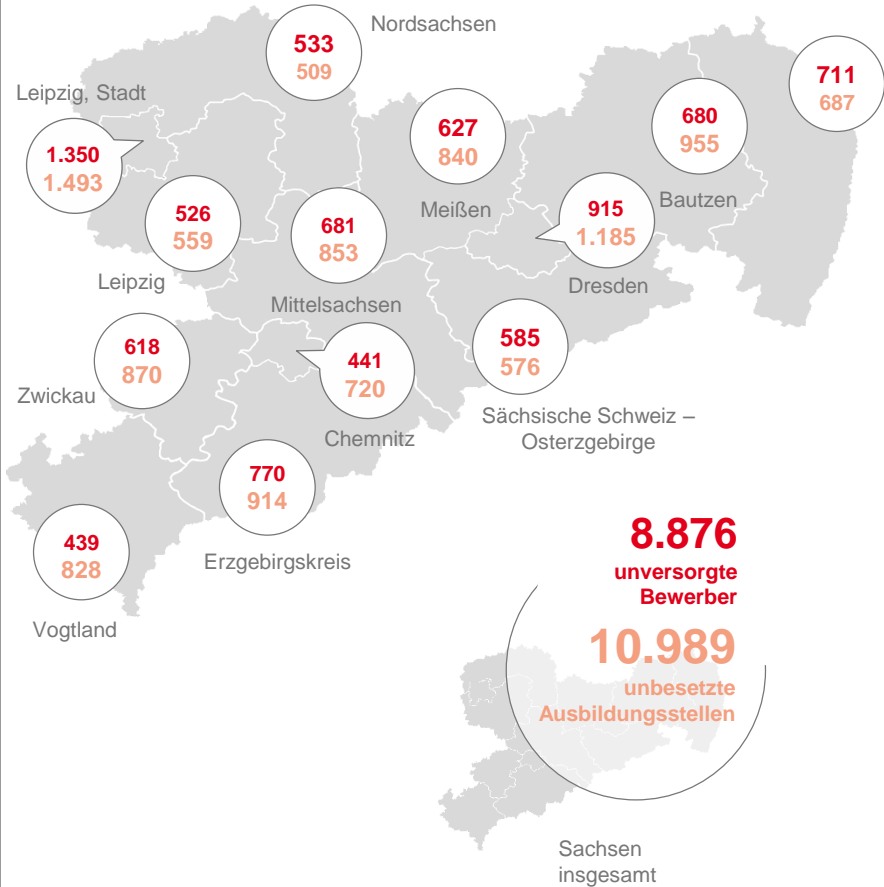 533
509
Nordsachsen
711
687
Leipzig, Stadt
1.350
1.493
627
840
Meißen
680
955
Bautzen
526
559
Leipzig
681
853
Mittelsachsen
915
1.185
Dresden
618
870
Zwickau
441
720
Chemnitz
585
576
Sächsische Schweiz –
Osterzgebirge
770
914
Erzgebirgskreis
439
828
Vogtland
8.876
unversorgte
Bewerber
10.989
unbesetzte
Ausbildungsstellen
Sachsen
insgesamt